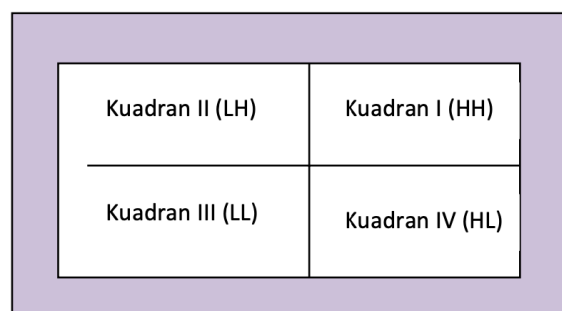 Kuadran II (LH)
Kuadran I (HH)
Kuadran III (LL)
Kuadran IV (HL)